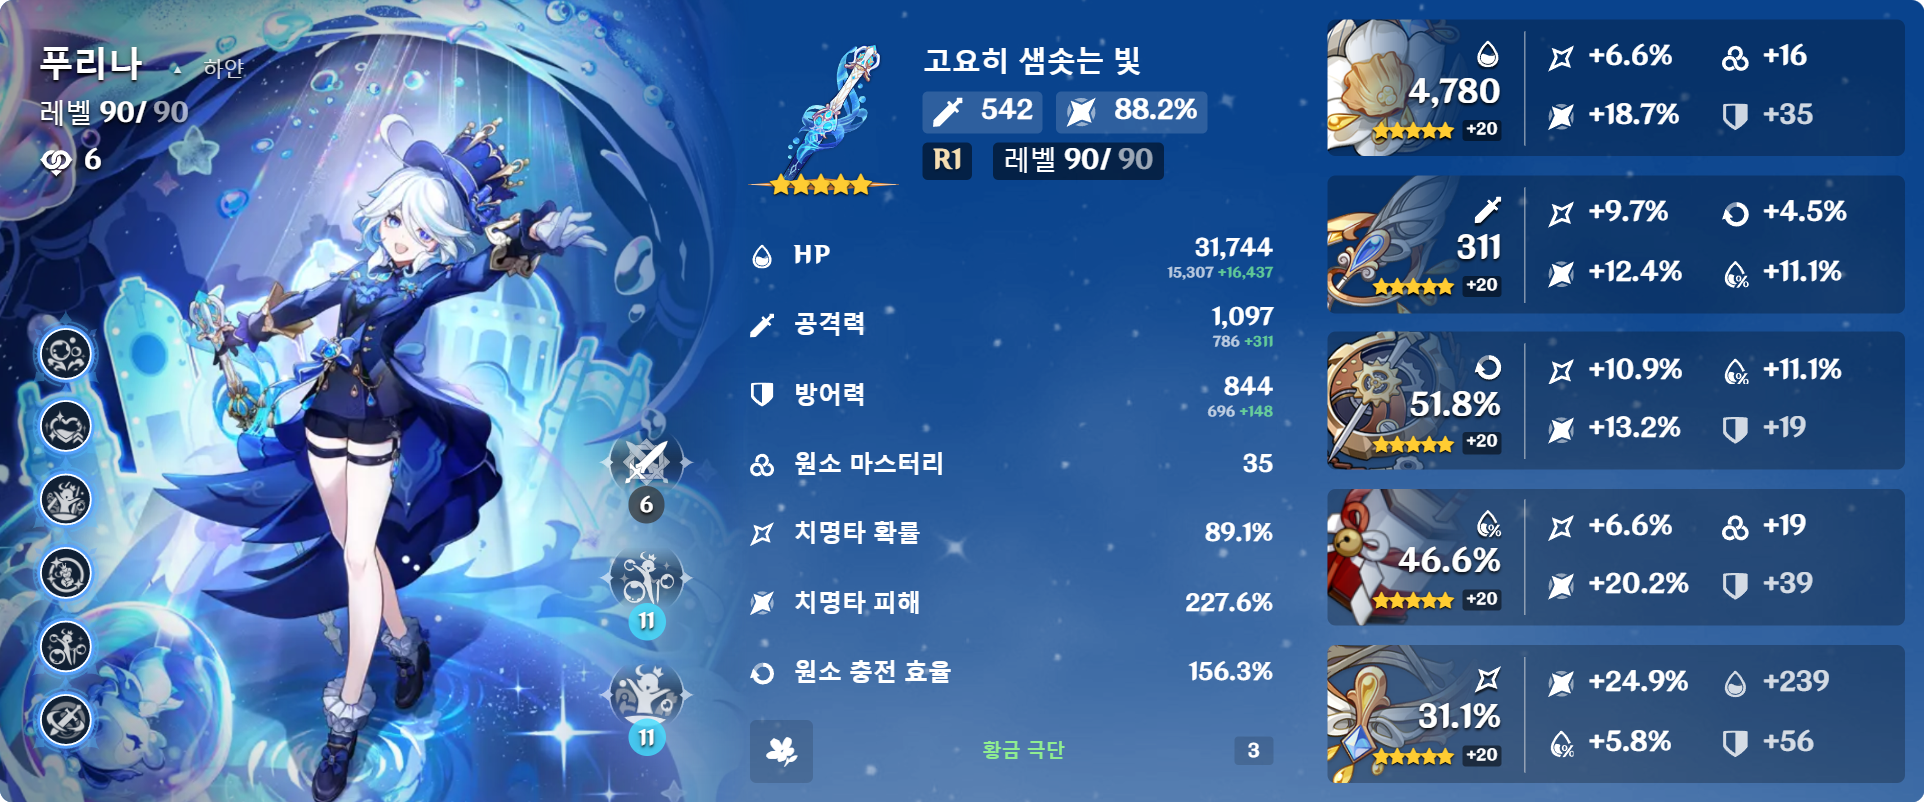 푸리나 하얀
레벨 90/ 90
6
6
11
11
고요히 샘솟는 빛
542 88.2%
R1 레벨 90/ 90
HP 31,744
15,307 +16,437
공격력 1,097
786 +311
방어력 844
696 +148
원소 마스터리 35
치명타 확률 89.1%
치명타 피해 227.6%
원소 충전 효율 156.3%
황금 극단 3
4,780
+20
+6.6% +16
+18.7% +35
311
+20
+9.7% +4.5%
+12.4% +11.1%
51.8%
+20
+10.9% +11.1%
+13.2% +19
46.6%
+20
+6.6% +19
+20.2% +39
31.1%
+20
+24.9% +239
+5.8% +56